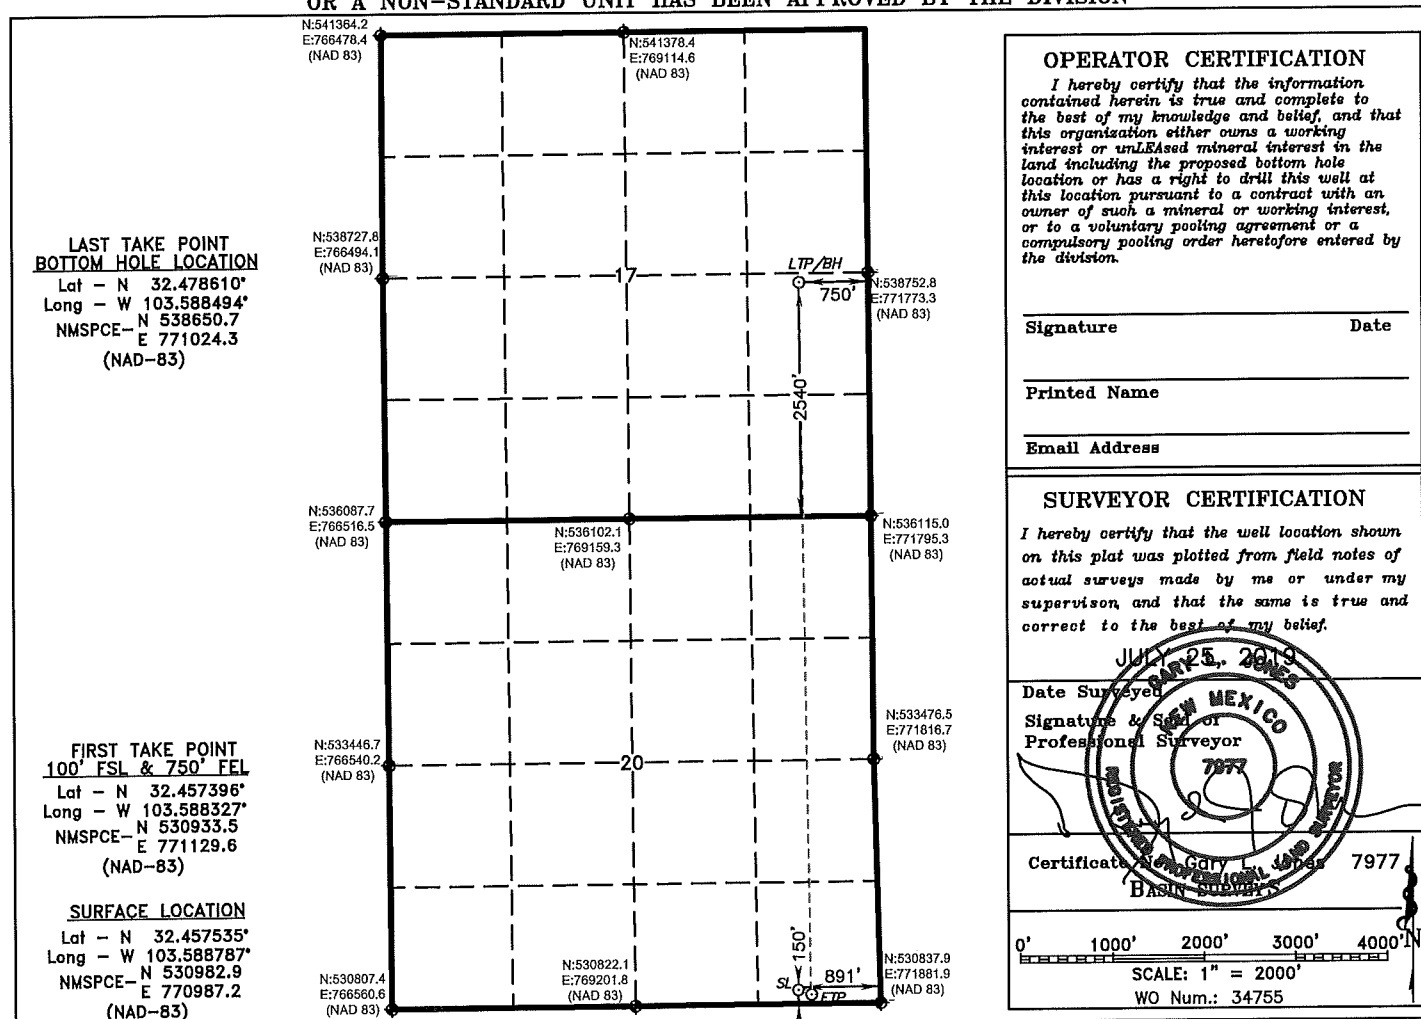 OR A NON-STANDARD UNIT HAS BEEN APPROVED BY THE DIVISION
N:541364.2
E:766478.4
(NAD 83)
N:541378.4
E:769114.6
(NAD 83)
N:538727.8
E:766494.1
(NAD 83)
17
LTP/BH
750'
N:538752.8
E:771773.3
(NAD 83)
2540'
N:536087.7
E:766516.5
(NAD 83)
N:536102.1
E:769159.3
(NAD 83)
N:536115.0
E:771795.3
(NAD 83)
N:533446.7
E:766540.2
(NAD 83)
20
N:533476.5
E:771816.7
(NAD 83)
N:530807.4
E:766560.6
(NAD 83)
N:530822.1
E:769201.8
(NAD 83)
150'
SL
FTP
891'
N:530837.9
E:771881.9
(NAD 83)
LAST TAKE POINT
BOTTOM HOLE LOCATION
Lat - N 32.478610°
Long - W 103.588494°
NMSPCE- N 538650.7
E 771024.3
(NAD-83)
FIRST TAKE POINT
100' FSL & 750' FEL
Lat - N 32.457396°
Long - W 103.588327°
NMSPCE- N 530933.5
E 771129.6
(NAD-83)
SURFACE LOCATION
Lat - N 32.457535°
Long - W 103.588787°
NMSPCE- N 530982.9
E 770987.2
(NAD-83)
OPERATOR CERTIFICATION
I hereby certify that the information
contained herein is true and complete to
the best of my knowledge and belief, and that
this organization either owns a working
interest or unLEAsed mineral interest in the
land including the proposed bottom hole
location or has a right to drill this well at
this location pursuant to a contract with an
owner of such a mineral or working interest,
or to a voluntary pooling agreement or a
compulsory pooling order heretofore entered by
the division.
Signature Date
Printed Name
Email Address
SURVEYOR CERTIFICATION
I hereby certify that the well location shown
on this plat was plotted from field notes of
actual surveys made by me or under my
supervison, and that the same is true and
correct to the best of my belief.
JULY 25, 2019
Date Surveyed
Signature & Seal of
Professional Surveyor
GARY L. JONES
NEW MEXICO
7977
REGISTERED PROFESSIONAL LAND SURVEYOR
Certificate No. Gary L. Jones 7977
BASIN SURVEYS
0' 1000' 2000' 3000' 4000'
N
SCALE: 1" = 2000'
WO Num.: 34755